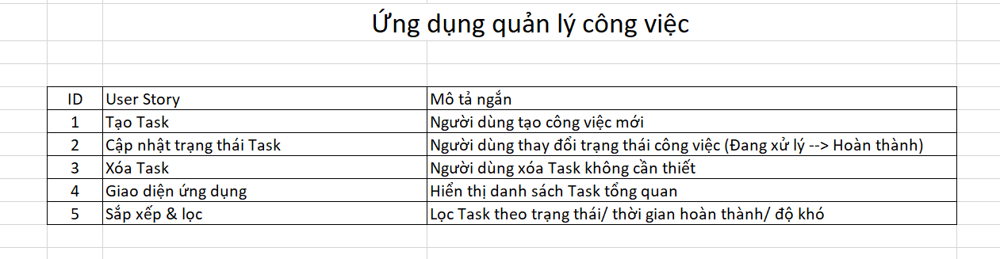 Ứng dụng quản lý công việc
ID User Story Mô tả ngắn
1 Tạo Task Người dùng tạo công việc mới
2 Cập nhật trạng thái Task Người dùng thay đổi trạng thái công việc (Đang xử lý --> Hoàn thành)
3 Xóa Task Người dùng xóa Task không cần thiết
4 Giao diện ứng dụng Hiển thị danh sách Task tổng quan
5 Sắp xếp & lọc Lọc Task theo trạng thái/ thời gian hoàn thành/ độ khó